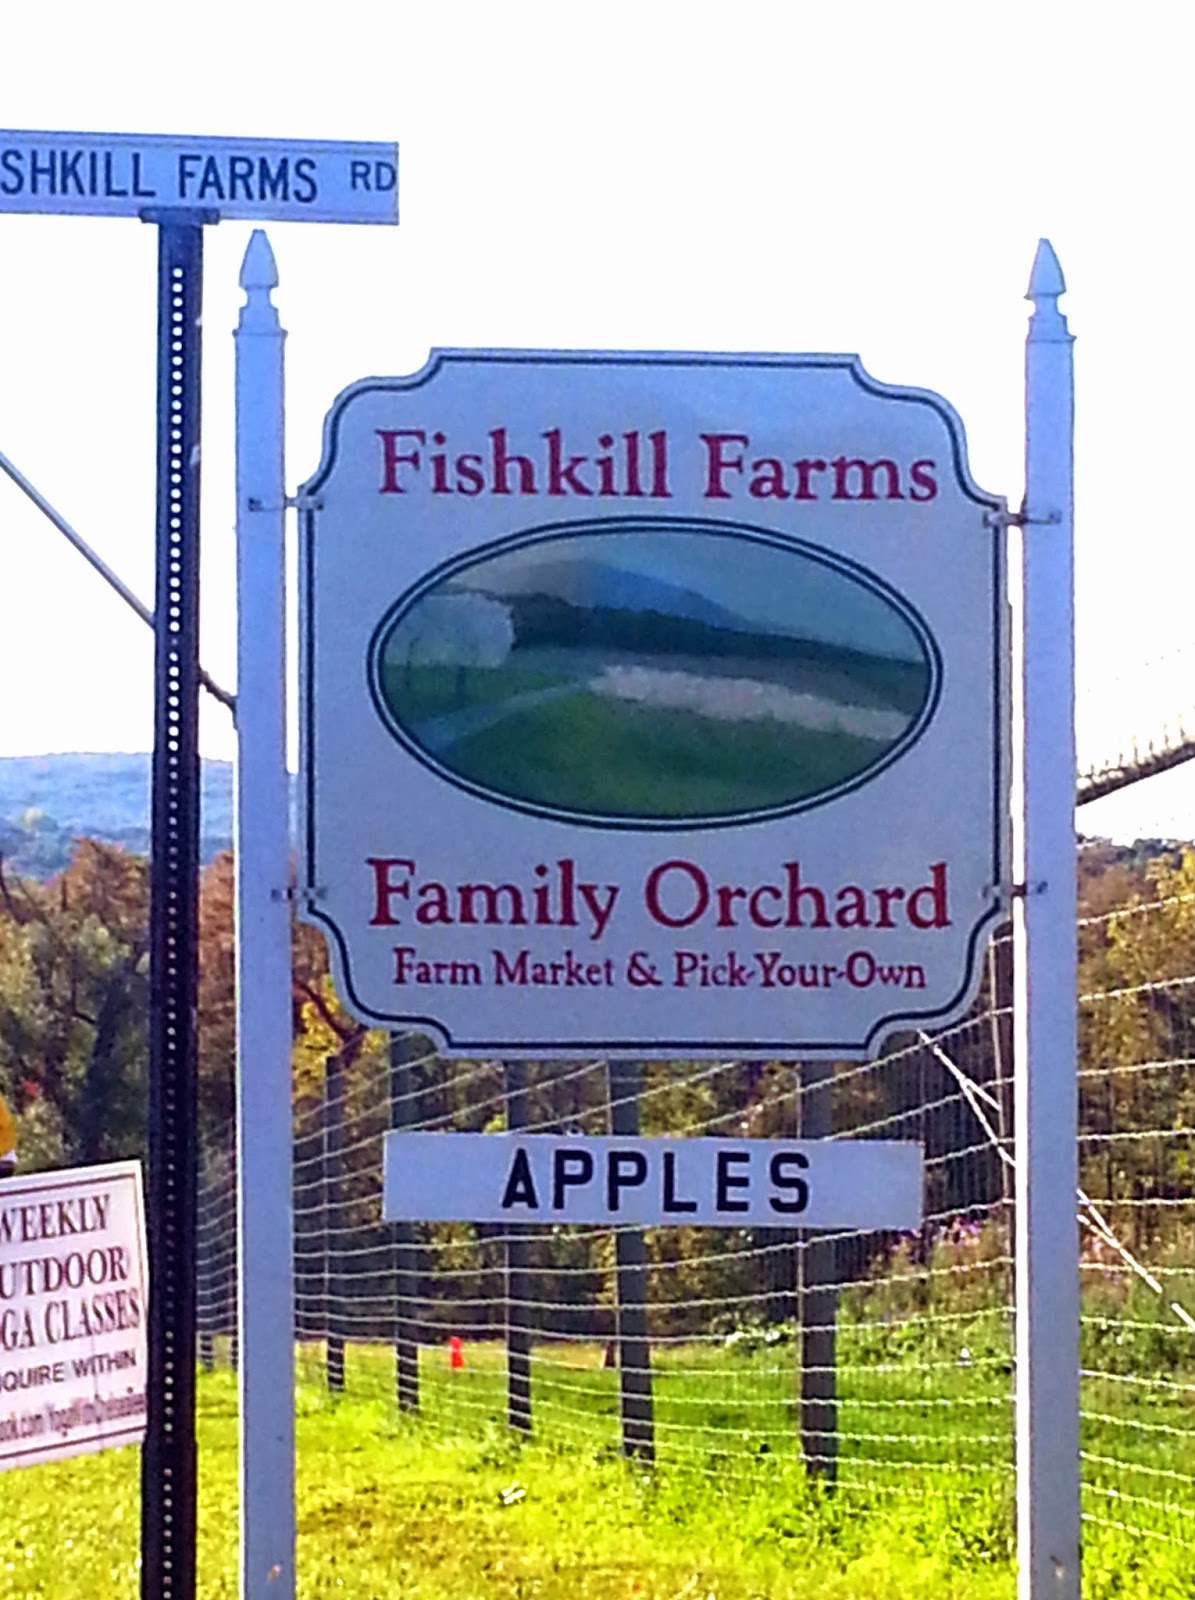 SHKILL FARMS RD
Fishkill Farms
Family Orchard
Farm Market & Pick-Your-Own
APPLES
WEEKLY
UTDOOR
GA CLASSES
QUIRE WITHIN